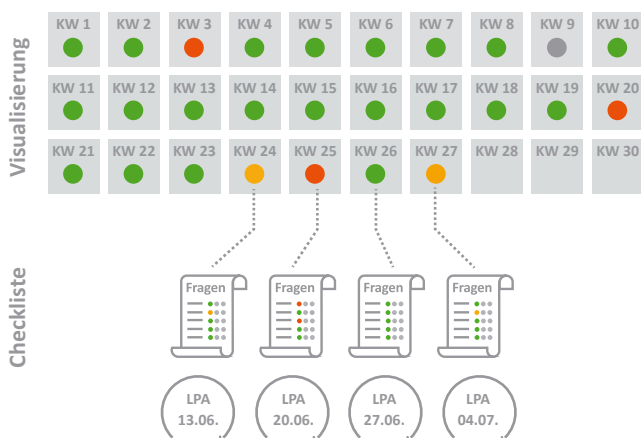 Visualisierung
KW 1 KW 2 KW 3 KW 4 KW 5 KW 6 KW 7 KW 8 KW 9 KW 10
KW 11 KW 12 KW 13 KW 14 KW 15 KW 16 KW 17 KW 18 KW 19 KW 20
KW 21 KW 22 KW 23 KW 24 KW 25 KW 26 KW 27 KW 28 KW 29 KW 30
Checkliste
Fragen Fragen Fragen Fragen
LPA LPA LPA LPA
13.06. 20.06. 27.06. 04.07.